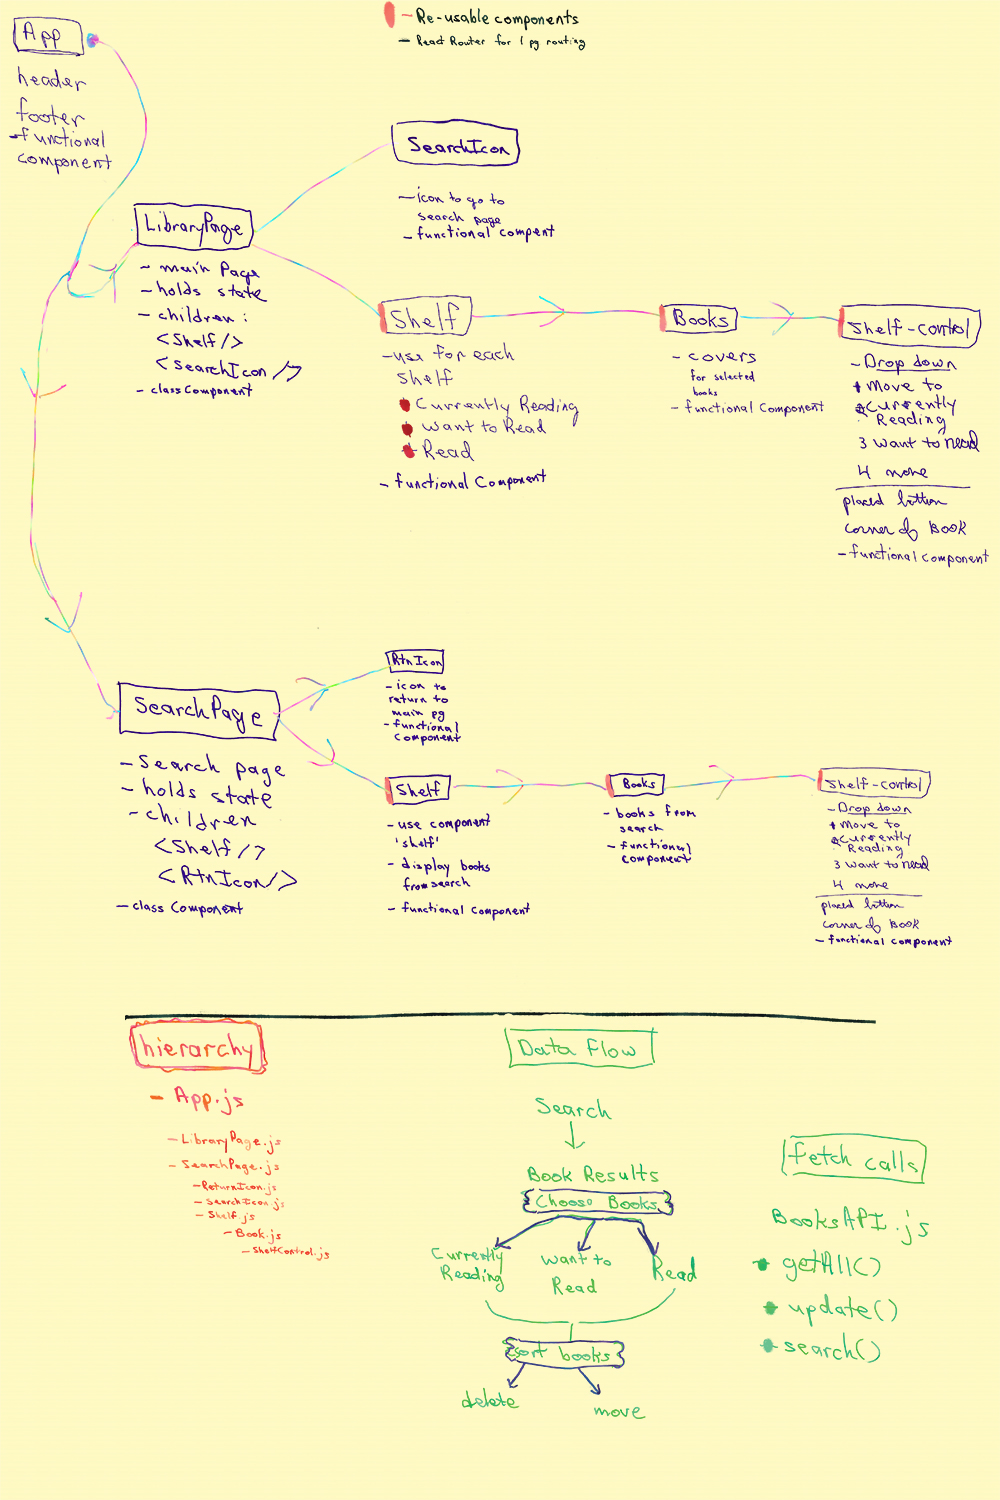 - Re-usable components
- React Router for 1 pg routing
App
header
footer
- functional
component
SearchIcon
- icon to go to
search page
- functional compent
LibraryPage
- main Page
- holds state
- children:
<Shelf/>
<SearchIcon/>
- class Component
Shelf
- use for each
shelf
Currently Reading
Want to Read
Read
- functional Component
Books
- covers
for selected
books
- functional Component
Shelf-control
- Drop down
Move to
Currently
Reading
3 Want to read
4 none
placed bottom
corner of Book
- functional component
SearchPage
- Search page
- holds state
- children
<Shelf/>
<RtnIcon/>
- class Component
RtnIcon
- icon to
return to
main pg
- functional
component
Shelf
- use component
'shelf'
- display books
from search
- functional component
Books
- books from
search
- functional
component
Shelf-control
- Drop down
Move to
Currently
Reading
3 Want to read
4 none
placed bottom
corner of Book
- functional component
hierarchy
- App.js
- LibraryPage.js
- SearchPage.js
- ReturnIcon.js
- SearchIcon.js
- Shelf.js
- Book.js
- ShelfControl.js
Data Flow
Search
Book Results
Choose Books
Currently
Reading
Want to
Read
Read
Sort books
delete
move
fetch calls
BooksAPI.js
getAll()
update()
search()